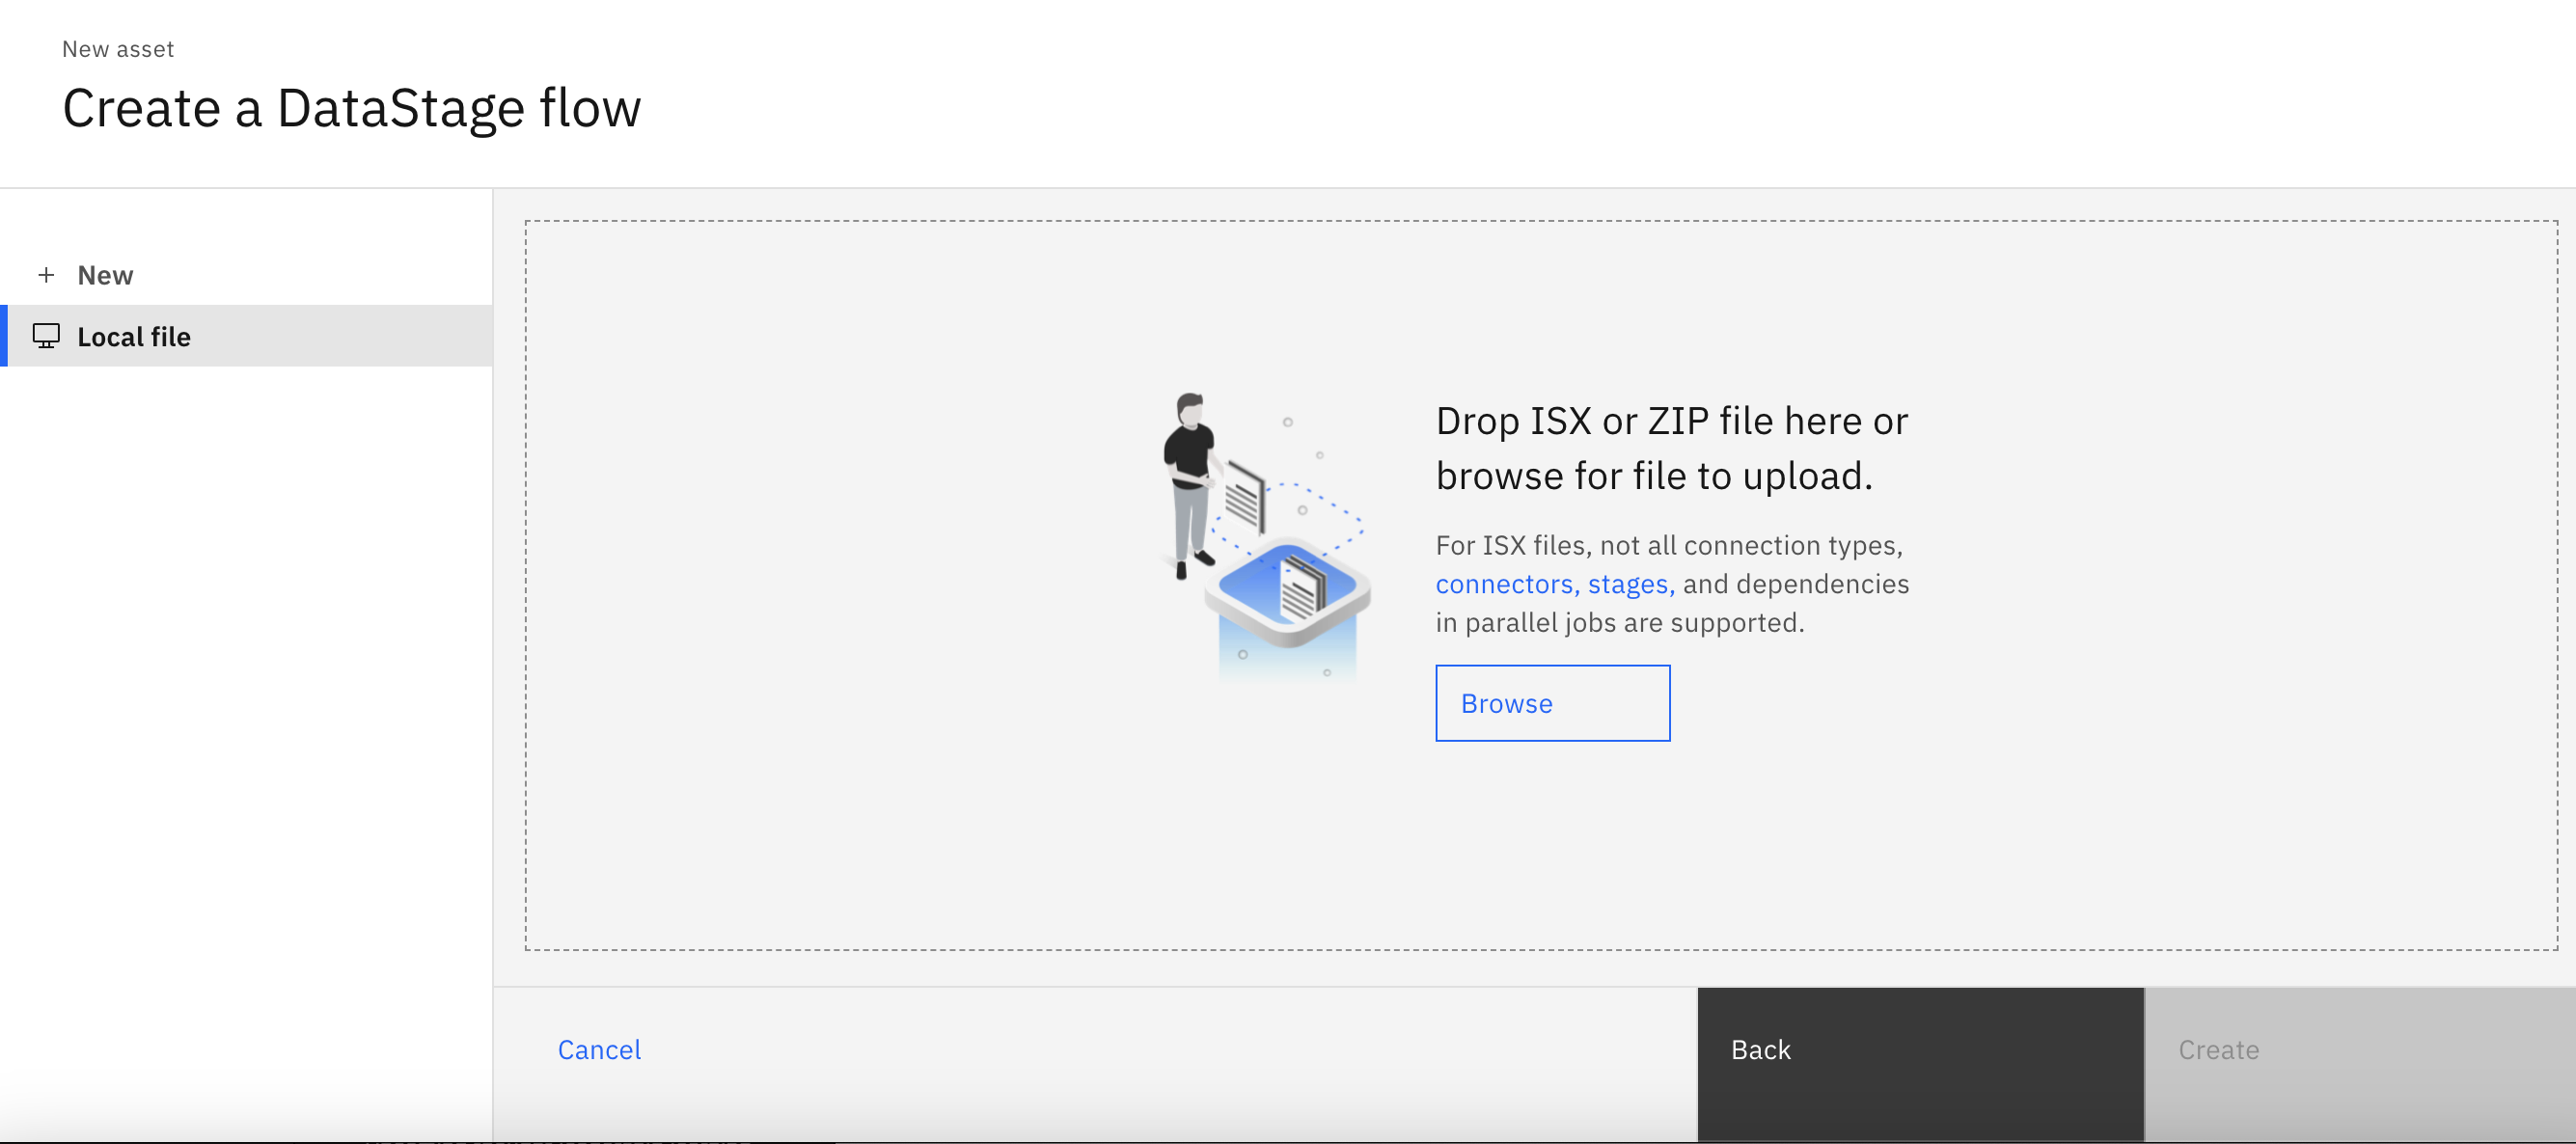 New asset
Create a DataStage flow
New
Local file
Drop ISX or ZIP file here or
browse for file to upload.
For ISX files, not all connection types,
connectors, stages, and dependencies
in parallel jobs are supported.
Browse
Cancel
Back
Create